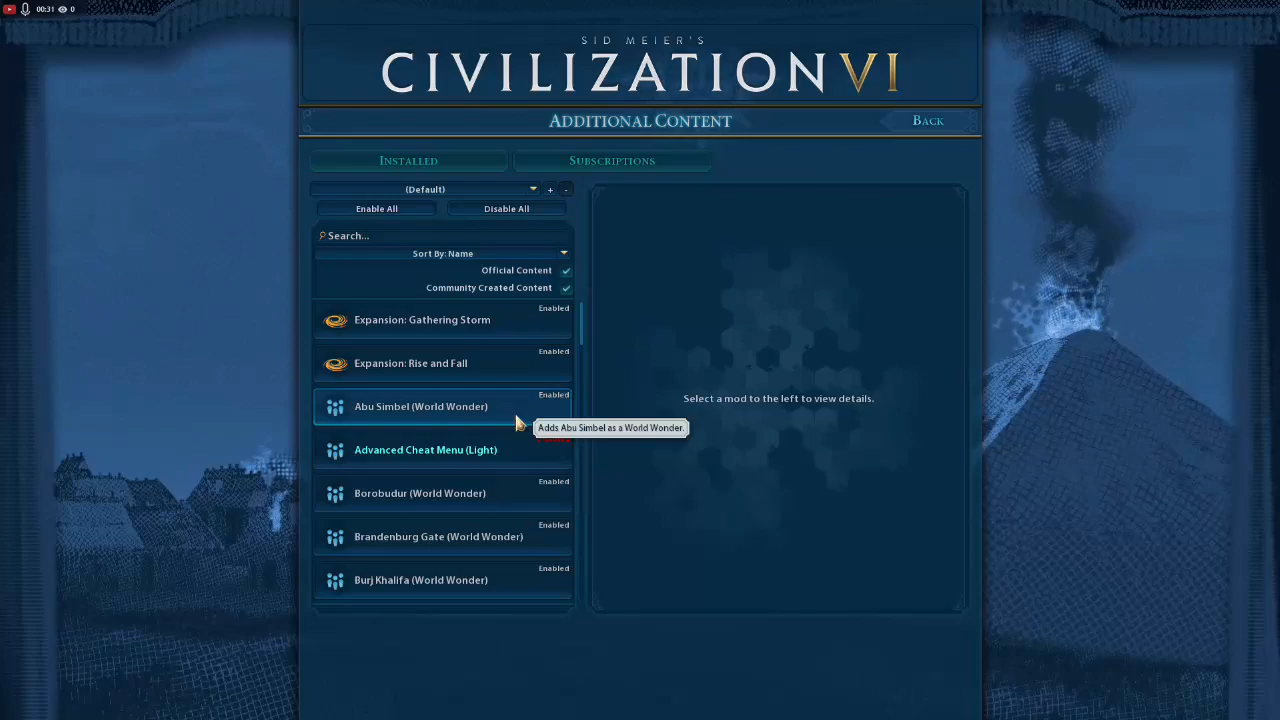 00:31 0
SID MEIER'S
CIVILIZATION VI
ADDITIONAL CONTENT
BACK
INSTALLED
SUBSCRIPTIONS
(Default)
+ -
Enable All
Disable All
Search...
Sort By: Name
Official Content
Community Created Content
Enabled
Expansion: Gathering Storm
Enabled
Expansion: Rise and Fall
Enabled
Abu Simbel (World Wonder)
Adds Abu Simbel as a World Wonder.
Advanced Cheat Menu (Light)
Enabled
Borobudur (World Wonder)
Enabled
Brandenburg Gate (World Wonder)
Enabled
Burj Khalifa (World Wonder)
Select a mod to the left to view details.